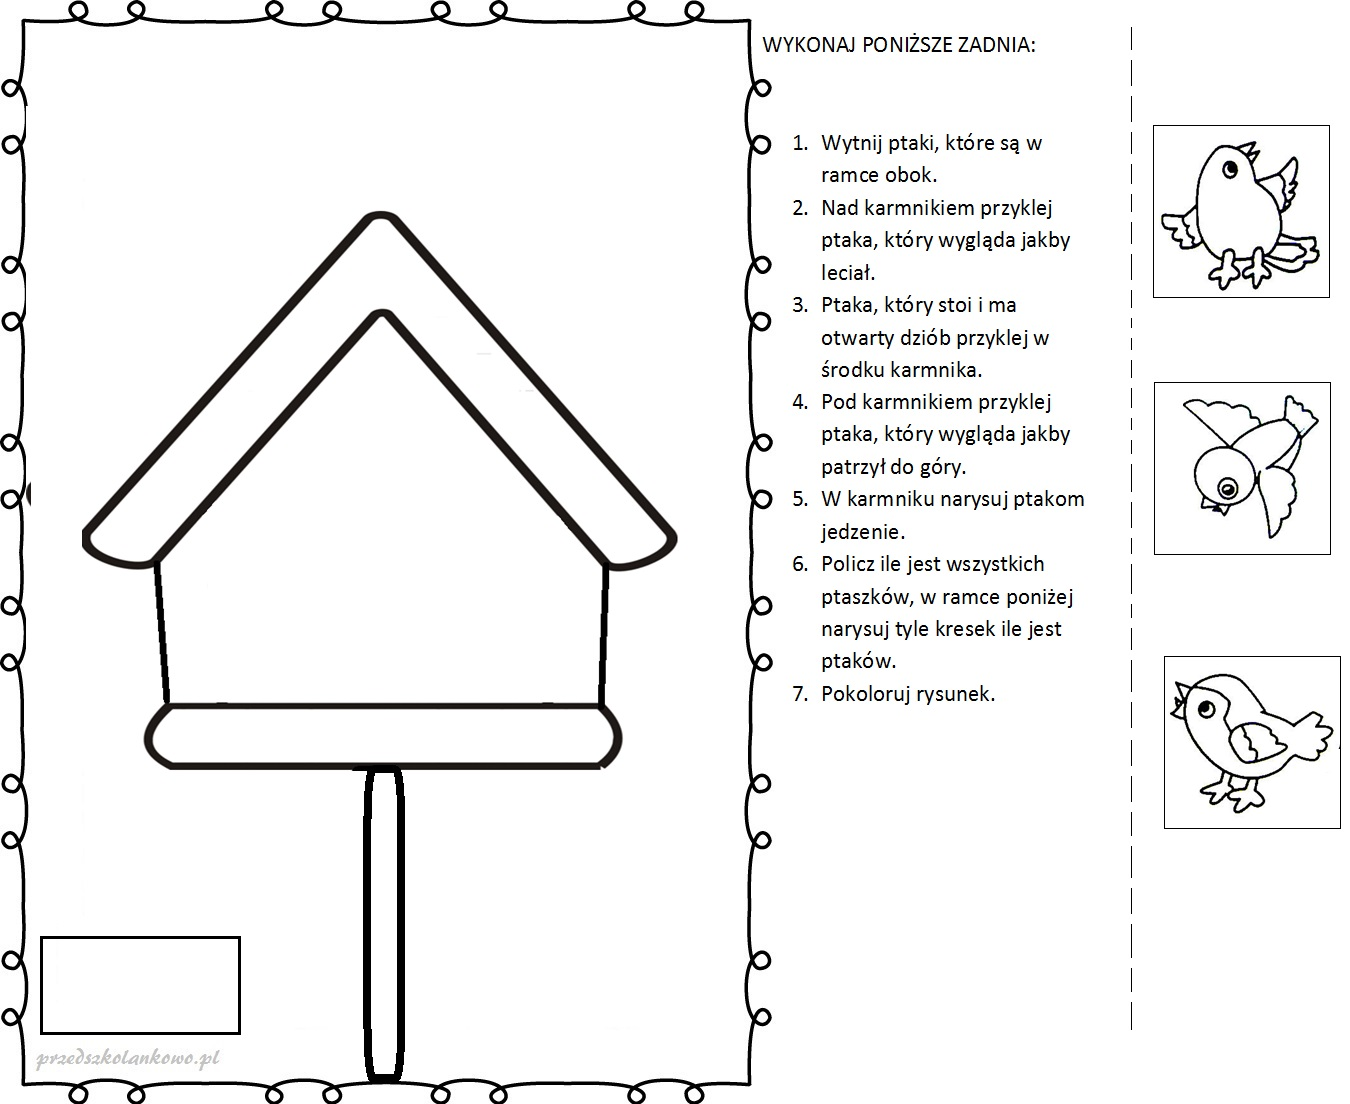 WYKONAJ PONIŻSZE ZADNIA:
1. Wytnij ptaki, które są w
ramce obok.
2. Nad karmnikiem przyklej
ptaka, który wygląda jakby
leciał.
3. Ptaka, który stoi i ma
otwarty dziób przyklej w
środku karmnika.
4. Pod karmnikiem przyklej
ptaka, który wygląda jakby
patrzył do góry.
5. W karmniku narysuj ptakom
jedzenie.
6. Policz ile jest wszystkich
ptaszków, w ramce poniżej
narysuj tyle kresek ile jest
ptaków.
7. Pokoloruj rysunek.
przedszkolankowo.pl